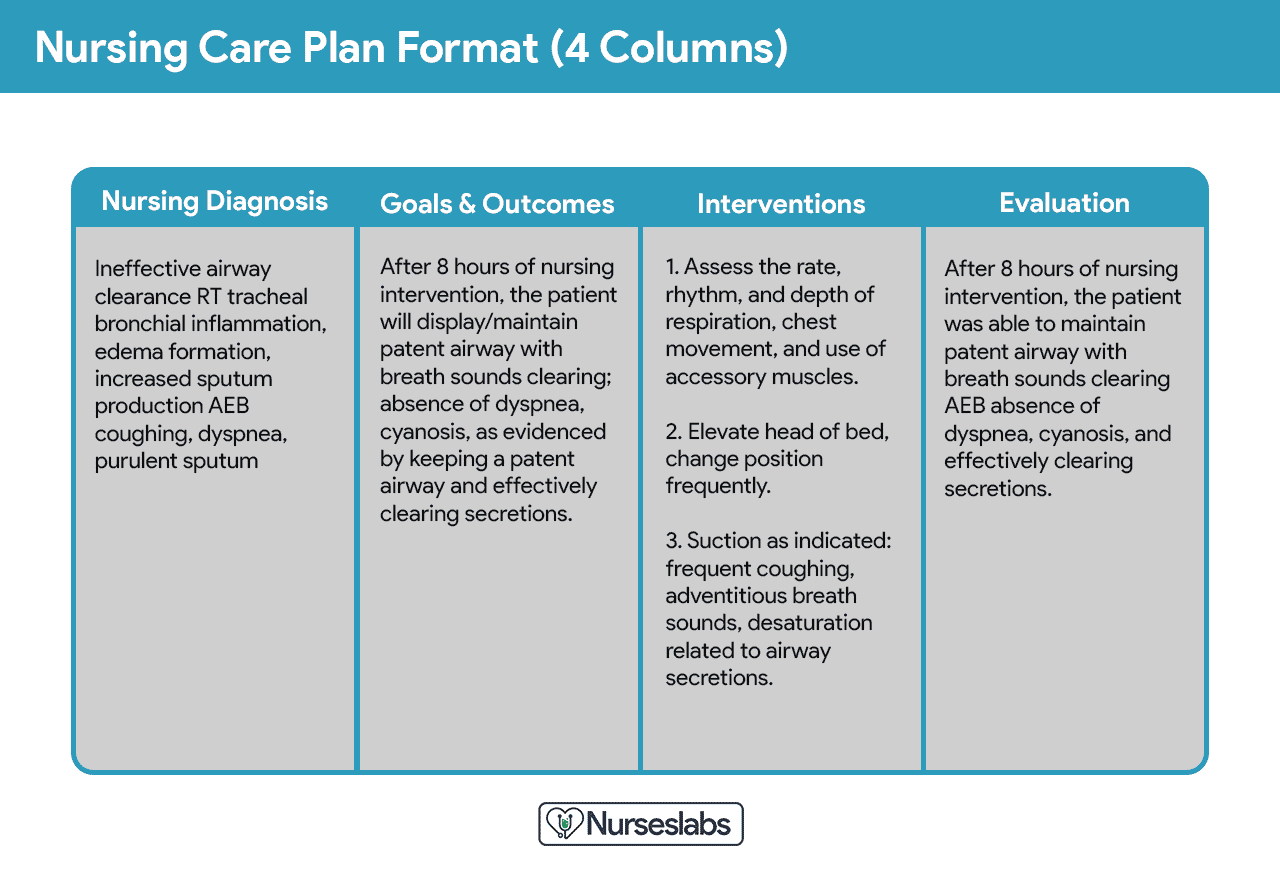 Nursing Care Plan Format (4 Columns)
Nursing Diagnosis
Ineffective airway
clearance RT tracheal
bronchial inflammation,
edema formation,
increased sputum
production AEB
coughing, dyspnea,
purulent sputum
Goals & Outcomes
After 8 hours of nursing
intervention, the patient
will display/maintain
patent airway with
breath sounds clearing;
absence of dyspnea,
cyanosis, as evidenced
by keeping a patent
airway and effectively
clearing secretions.
Interventions
1. Assess the rate,
rhythm, and depth of
respiration, chest
movement, and use of
accessory muscles.
2. Elevate head of bed,
change position
frequently.
3. Suction as indicated:
frequent coughing,
adventitious breath
sounds, desaturation
related to airway
secretions.
Evaluation
After 8 hours of nursing
intervention, the patient
was able to maintain
patent airway with
breath sounds clearing
AEB absence of
dyspnea, cyanosis, and
effectively clearing
secretions.
Nurseslabs